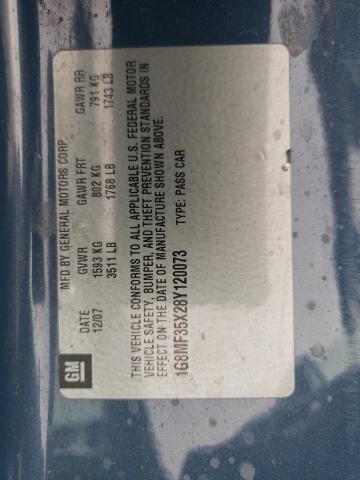 GM
MFD BY GENERAL MOTORS CORP.
DATE GVWR GAWR FRT GAWR RR
12/07 1593 KG 802 KG 791 KG
3511 LB 1768 LB 1743 LB
THIS VEHICLE CONFORMS TO ALL APPLICABLE U.S. FEDERAL MOTOR
VEHICLE SAFETY, BUMPER, AND THEFT PREVENTION STANDARDS IN
EFFECT ON THE DATE OF MANUFACTURE SHOWN ABOVE.
1G8MF35X28Y120073 TYPE: PASS CAR